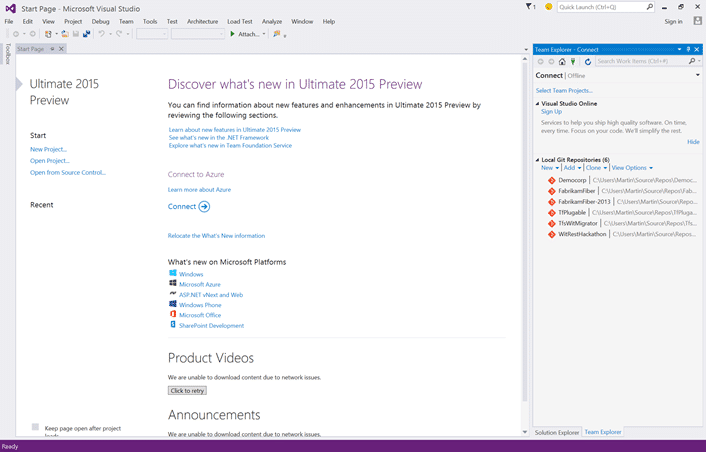 Start Page - Microsoft Visual Studio
1
Quick Launch (Ctrl+Q)
File Edit View Project Debug Team Tools Test Architecture Load Test Analyze Window Help
Sign in
Attach...
Toolbox
Start Page
Ultimate 2015
Preview
Start
New Project...
Open Project...
Open from Source Control...
Recent
Keep page open after project
loads
Discover what's new in Ultimate 2015 Preview
You can find information about new features and enhancements in Ultimate 2015 Preview by
reviewing the following sections.
Learn about new features in Ultimate 2015 Preview
See what's new in the .NET Framework
Explore what's new in Team Foundation Service
Connect to Azure
Learn more about Azure
Connect
Relocate the What's New information
What's new on Microsoft Platforms
Windows
Microsoft Azure
ASP.NET vNext and Web
Windows Phone
Microsoft Office
SharePoint Development
Product Videos
We are unable to download content due to network issues.
Click to retry
Announcements
We are unable to download content due to network issues.
Team Explorer - Connect
Search Work Items (Ctrl+#)
Connect | Offline
Select Team Projects...
Visual Studio Online
Sign Up
Services to help you ship high quality software. On
time, every time. Focus on your code. We'll simplify the rest.
Hide
Local Git Repositories (6)
New Add Clone View Options
Democorp | C:\Users\Martin\Source\Repos\Democ...
FabrikamFiber | C:\Users\Martin\Source\Repos\Fab...
FabrikamFiber-2013 | C:\Users\Martin\Source\Repos...
TfPlugable | C:\Users\Martin\Source\Repos\TfPluga...
TfsWitMigrator | C:\Users\Martin\Source\Repos\Tfs...
WitRestHackathon | C:\Users\Martin\Source\Repos...
Solution Explorer Team Explorer
Ready